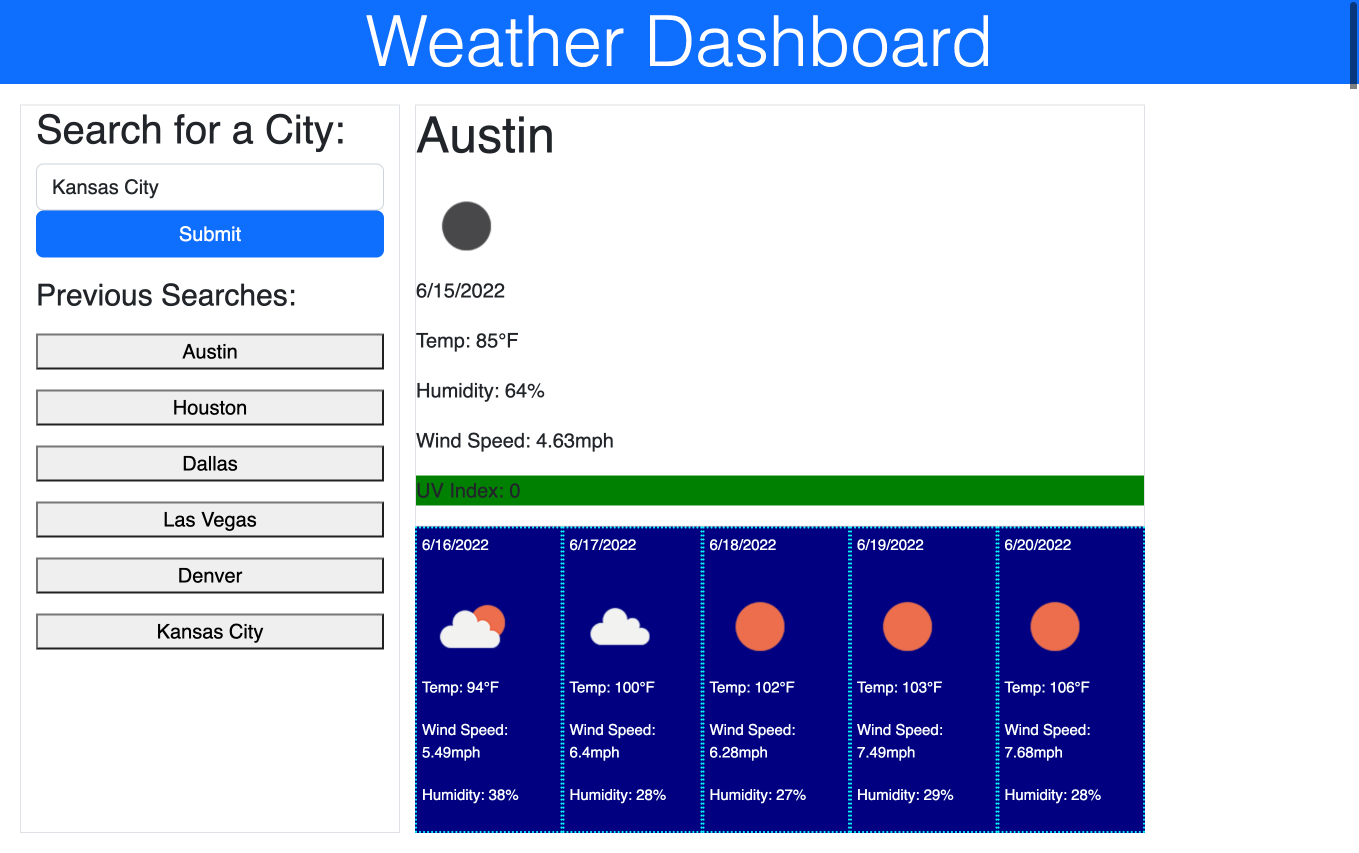 Weather Dashboard
Search for a City:
Kansas City
Submit
Previous Searches:
Austin
Houston
Dallas
Las Vegas
Denver
Kansas City
Austin
6/15/2022
Temp: 85°F
Humidity: 64%
Wind Speed: 4.63mph
UV Index: 0
6/16/2022
Temp: 94°F
Wind Speed:
5.49mph
Humidity: 38%
6/17/2022
Temp: 100°F
Wind Speed:
6.4mph
Humidity: 28%
6/18/2022
Temp: 102°F
Wind Speed:
6.28mph
Humidity: 27%
6/19/2022
Temp: 103°F
Wind Speed:
7.49mph
Humidity: 29%
6/20/2022
Temp: 106°F
Wind Speed:
7.68mph
Humidity: 28%